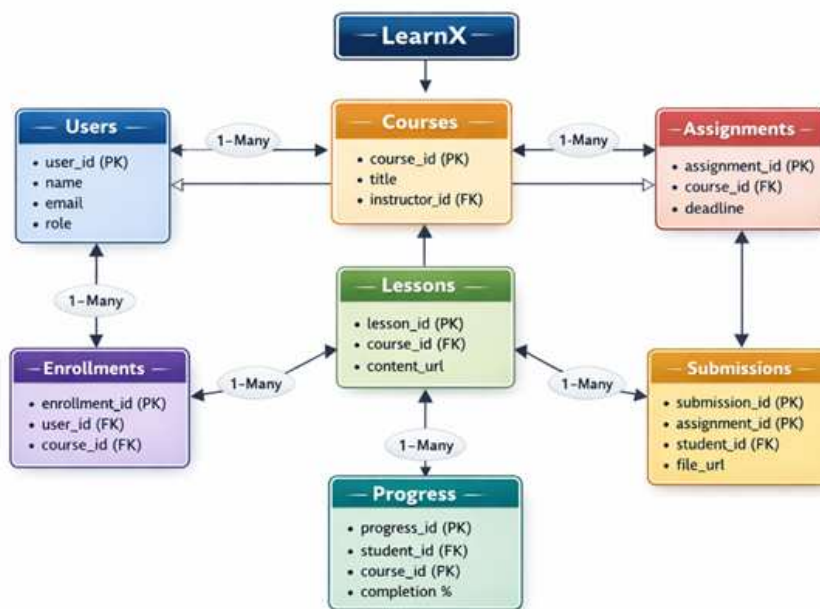 LearnX
Users
• user_id (PK)
• name
• email
• role
1-Many
Courses
• course_id (PK)
• title
• instructor_id (FK)
1-Many
Assignments
• assignment_id (PK)
• course_id (FK)
• deadline
1-Many
Lessons
• lesson_id (PK)
• course_id (FK)
• content_url
Enrollments
• enrollment_id (PK)
• user_id (FK)
• course_id (FK)
1-Many
1-Many
Submissions
• submission_id (PK)
• assignment_id (PK)
• student_id (FK)
• file_url
1-Many
Progress
• progress_id (PK)
• student_id (FK)
• course_id (PK)
• completion %